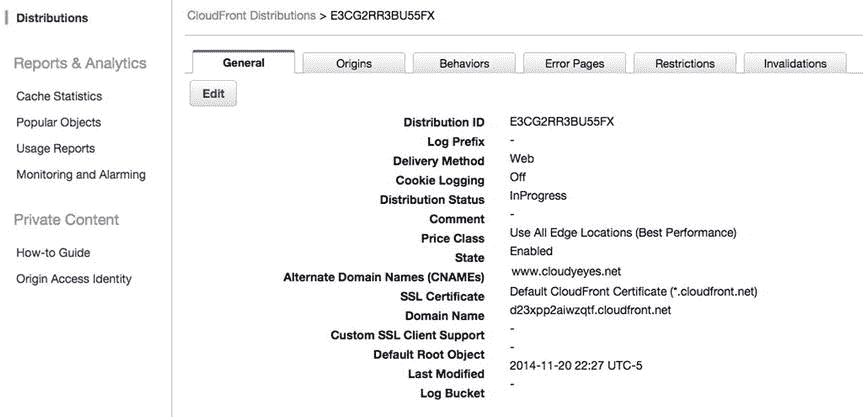 Distributions
Reports & Analytics
Cache Statistics
Popular Objects
Usage Reports
Monitoring and Alarming
Private Content
How-to Guide
Origin Access Identity
CloudFront Distributions > E3CG2RR3BU55FX
General Origins Behaviors Error Pages Restrictions Invalidations
Edit
Distribution ID E3CG2RR3BU55FX
Log Prefix -
Delivery Method Web
Cookie Logging Off
Distribution Status InProgress
Comment -
Price Class Use All Edge Locations (Best Performance)
State Enabled
Alternate Domain Names (CNAMEs) www.cloudyeyes.net
SSL Certificate Default CloudFront Certificate (*.cloudfront.net)
Domain Name d23xpp2aiwzqtf.cloudfront.net
Custom SSL Client Support -
Default Root Object -
Last Modified 2014-11-20 22:27 UTC-5
Log Bucket -